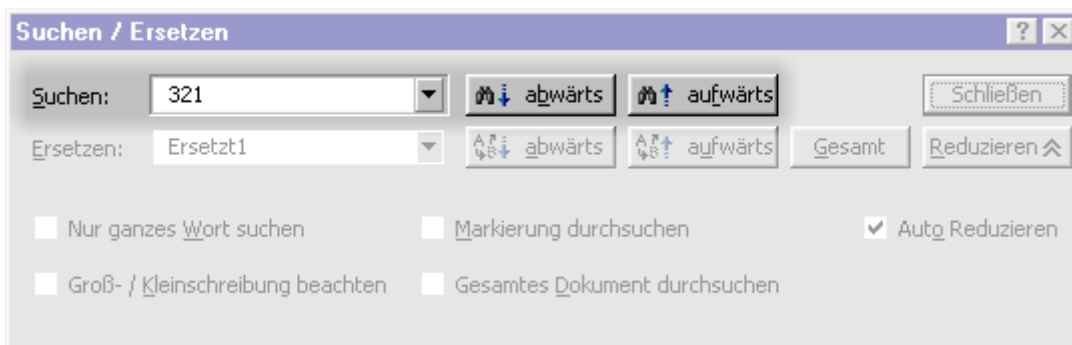 Suchen / Ersetzen
Suchen: 321 abwärts aufwärts Schließen
Ersetzen: Ersetzt1 abwärts aufwärts Gesamt Reduzieren
Nur ganzes Wort suchen Markierung durchsuchen Auto Reduzieren
Groß- / Kleinschreibung beachten Gesamtes Dokument durchsuchen